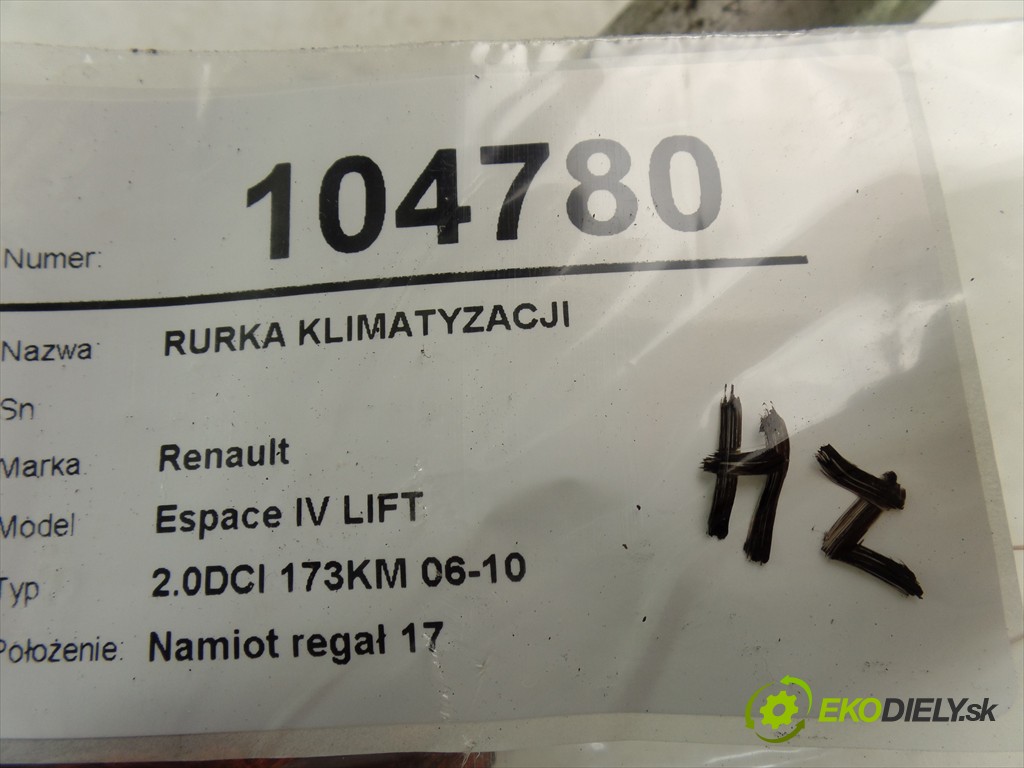 Numer: 104780
Nazwa: RURKA KLIMATYZACJI
Sn
Marka Renault
Model Espace IV LIFT
Typ 2.0DCI 173KM 06-10
Położenie: Namiot regał 17
HZ
EKODIELY.sk